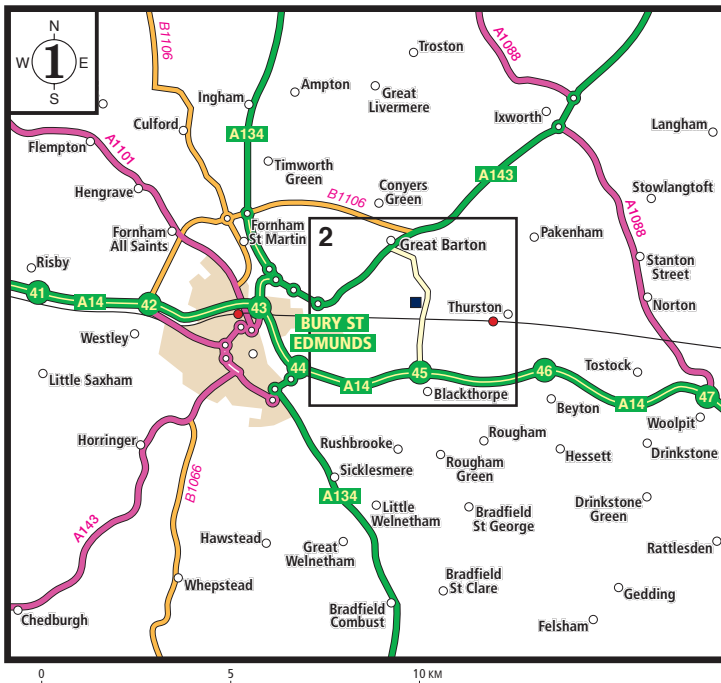 N
W 1 E
S
B1106
A1088
Troston
Ampton
Great
Livermere
Ingham
Ixworth
Culford
Langham
A134
Flempton
A1101
Timworth
Green
A143
Hengrave
B1106
Conyers
Green
Stowlangtoft
A1088
Fornham
All Saints
Fornham
St Martin
2
Great Barton
Pakenham
Risby
Stanton
Street
41
A14
42
43
Thurston
Norton
BURY ST
EDMUNDS
Westley
44
45
46
Tostock
Little Saxham
A14
Blackthorpe
Beyton
A14
47
Woolpit
Horringer
Rushbrooke
Rougham
Drinkstone
Rougham
Green
Hessett
B1066
Sicklesmere
A134
Little
Welnetham
Bradfield
St George
Drinkstone
Green
A143
Hawstead
Great
Welnetham
Rattlesden
Whepstead
Bradfield
St Clare
Gedding
Chedburgh
Bradfield
Combust
Felsham
0 5 10 KM